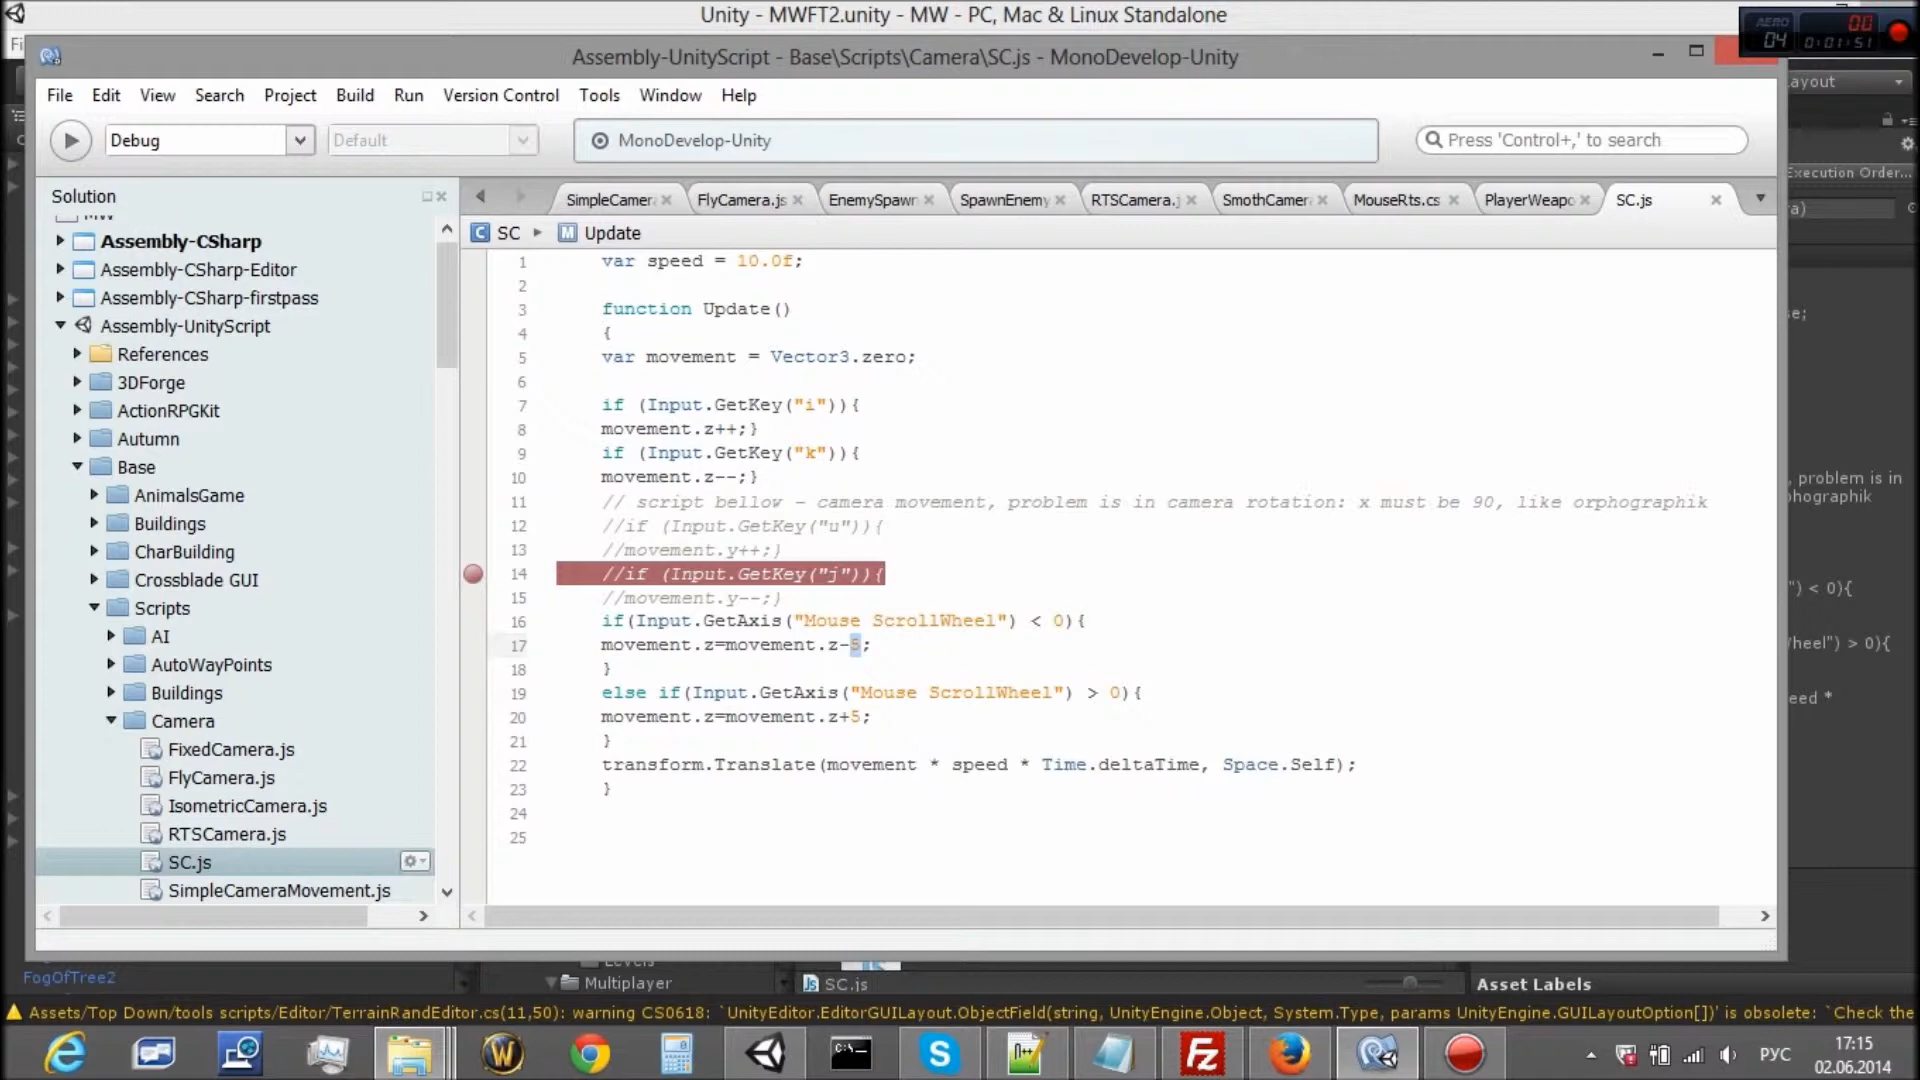 Unity - MWFT2.unity - MW - PC, Mac & Linux Standalone
AERO
04
00
0:01:51
Assembly-UnityScript - Base\Scripts\Camera\SC.js - MonoDevelop-Unity
File Edit View Search Project Build Run Version Control Tools Window Help
Debug
Default
MonoDevelop-Unity
Press 'Control+,' to search
Solution
SimpleCamer
FlyCamera.js
EnemySpawn
SpawnEnemy
RTSCamera.j
SmothCamer
MouseRts.cs
PlayerWeapo
SC.js
SC
Update
MW
Assembly-CSharp
Assembly-CSharp-Editor
Assembly-CSharp-firstpass
Assembly-UnityScript
References
3DForge
ActionRPGKit
Autumn
Base
AnimalsGame
Buildings
CharBuilding
Crossblade GUI
Scripts
AI
AutoWayPoints
Buildings
Camera
FixedCamera.js
FlyCamera.js
IsometricCamera.js
RTSCamera.js
SC.js
SimpleCameraMovement.js
1 var speed = 10.0f;
2
3 function Update()
4 {
5 var movement = Vector3.zero;
6
7 if (Input.GetKey("i")){
8 movement.z++;}
9 if (Input.GetKey("k")){
10 movement.z--;}
11 // script bellow - camera movement, problem is in camera rotation: x must be 90, like orphographik
12 //if (Input.GetKey("u")){
13 //movement.y++;}
14 //if (Input.GetKey("j")){
15 //movement.y--;}
16 if(Input.GetAxis("Mouse ScrollWheel") < 0){
17 movement.z=movement.z-5;
18 }
19 else if(Input.GetAxis("Mouse ScrollWheel") > 0){
20 movement.z=movement.z+5;
21 }
22 transform.Translate(movement * speed * Time.deltaTime, Space.Self);
23 }
24
25
ayout
Execution Order...
, problem is in
) < 0){
heel") > 0){
eed *
FogOfTree2
Levels
Multiplayer
SC.js
Asset Labels
Assets/Top Down/tools scripts/Editor/TerrainRandEditor.cs(11,50): warning CS0618: `UnityEditor.EditorGUILayout.ObjectField(string, UnityEngine.Object, System.Type, params UnityEngine.GUILayoutOption[])' is obsolete: `Check the
РУС
17:15
02.06.2014